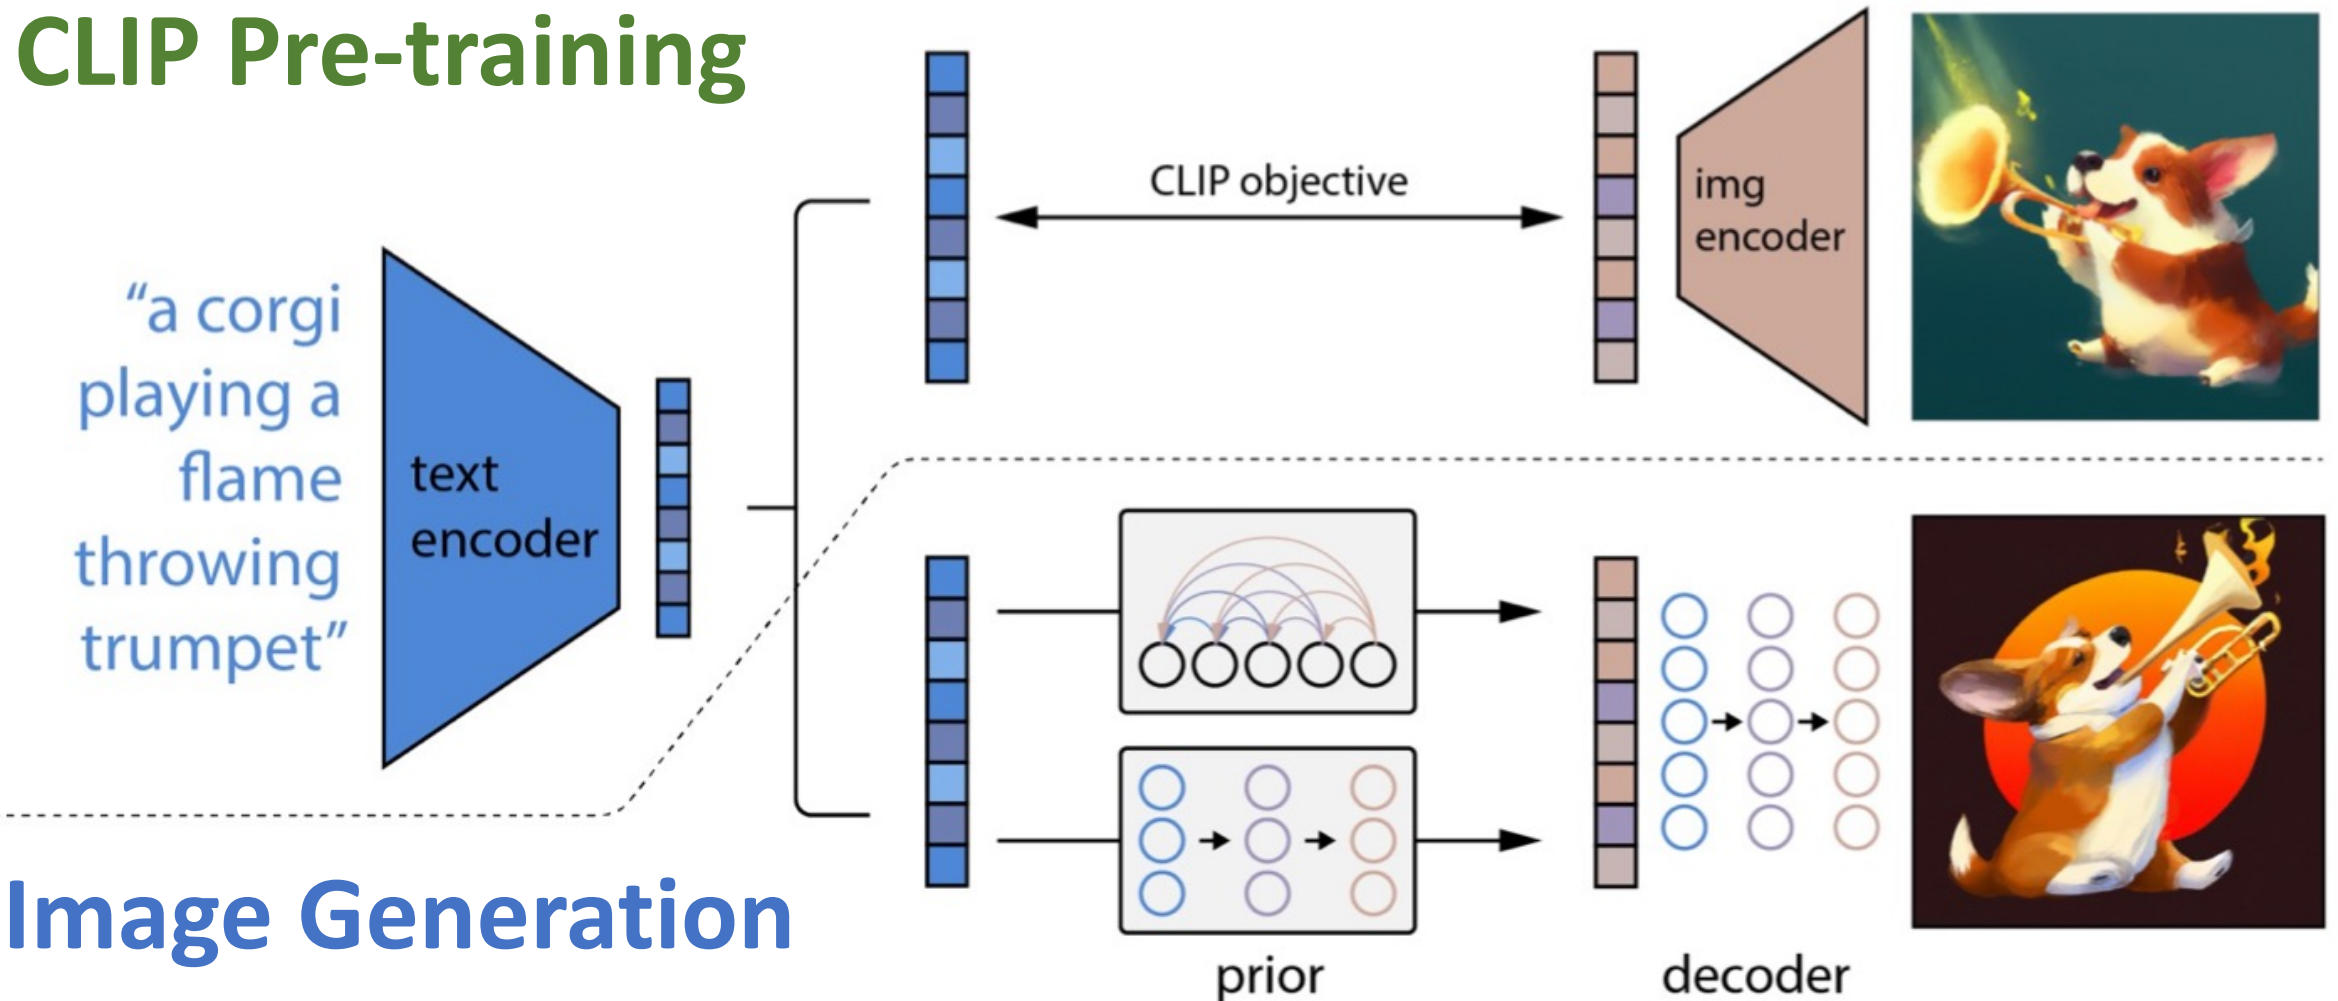 CLIP Pre-training
“a corgi
playing a
flame
throwing
trumpet”
text
encoder
CLIP objective
img
encoder
Image Generation
prior
decoder